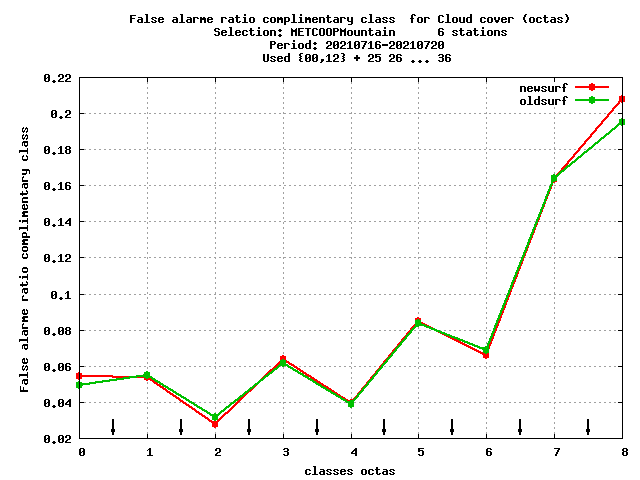 False alarme ratio complimentary class  for Cloud cover (octas)
Selection: METCOOPMountain      6 stations
Period: 20210716-20210720
Used {00,12} + 25 26 ... 36
newsurf
oldsurf
False alarme ratio complimentary class
0.22
0.2
0.18
0.16
0.14
0.12
0.1
0.08
0.06
0.04
0.02
0 1 2 3 4 5 6 7 8
classes octas